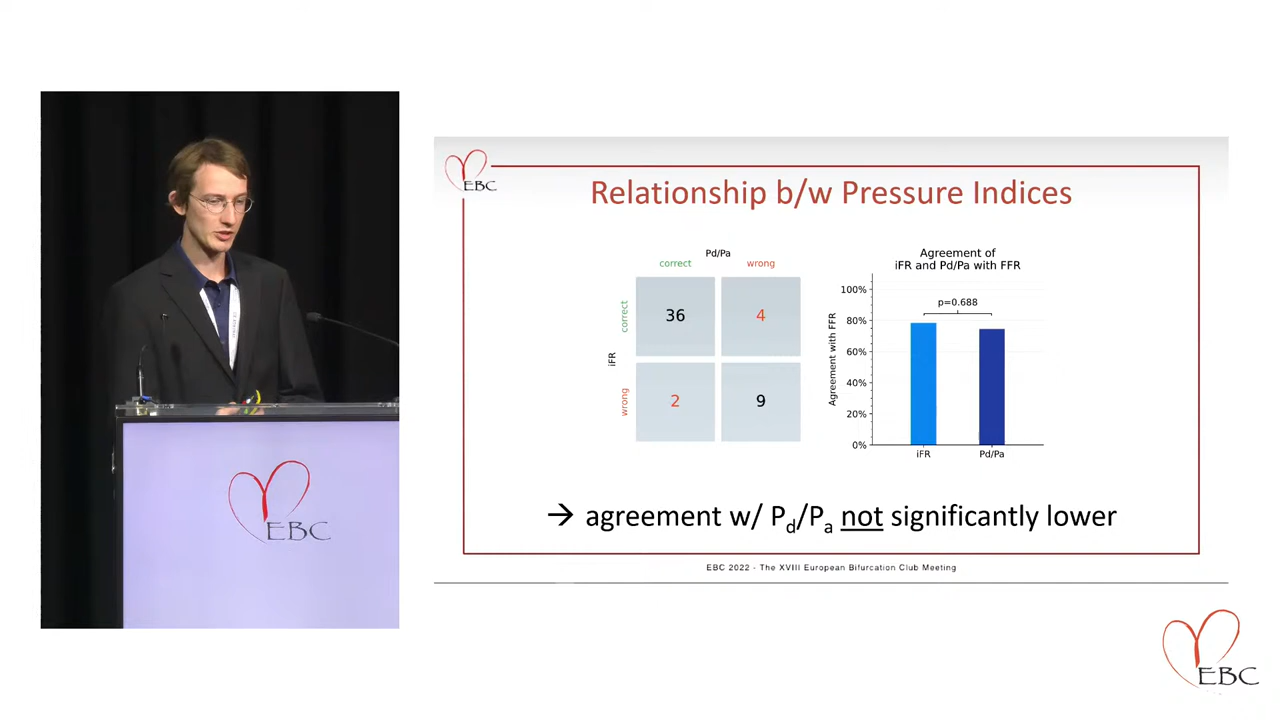 EBC
EBC
Relationship b/w Pressure Indices
Pd/Pa
correct
wrong
iFR
correct
wrong
36
4
2
9
Agreement of
iFR and Pd/Pa with FFR
Agreement with FFR
100%
80%
60%
40%
20%
0%
p=0.688
iFR
Pd/Pa
→ agreement w/ Pd/Pa not significantly lower
EBC 2022 - The XVIII European Bifurcation Club Meeting
EBC